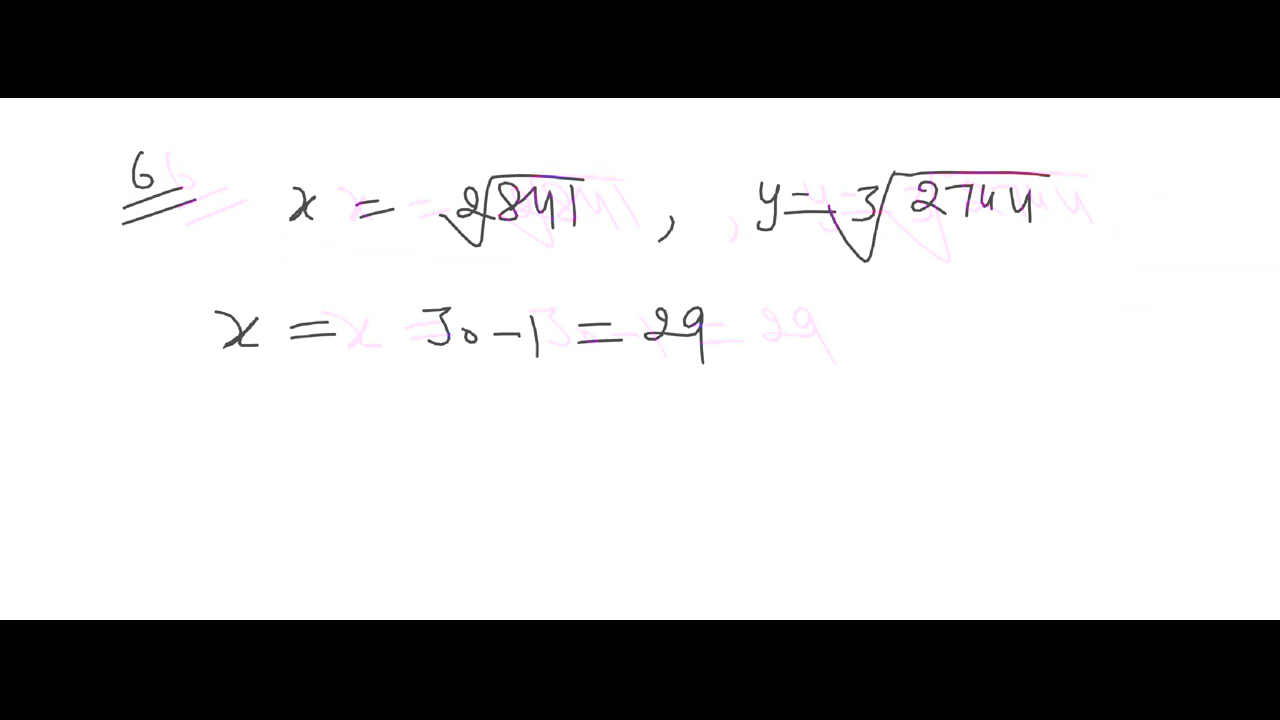 6
x = ²√841 , y = ³√2744
x = 30 - 1 = 29